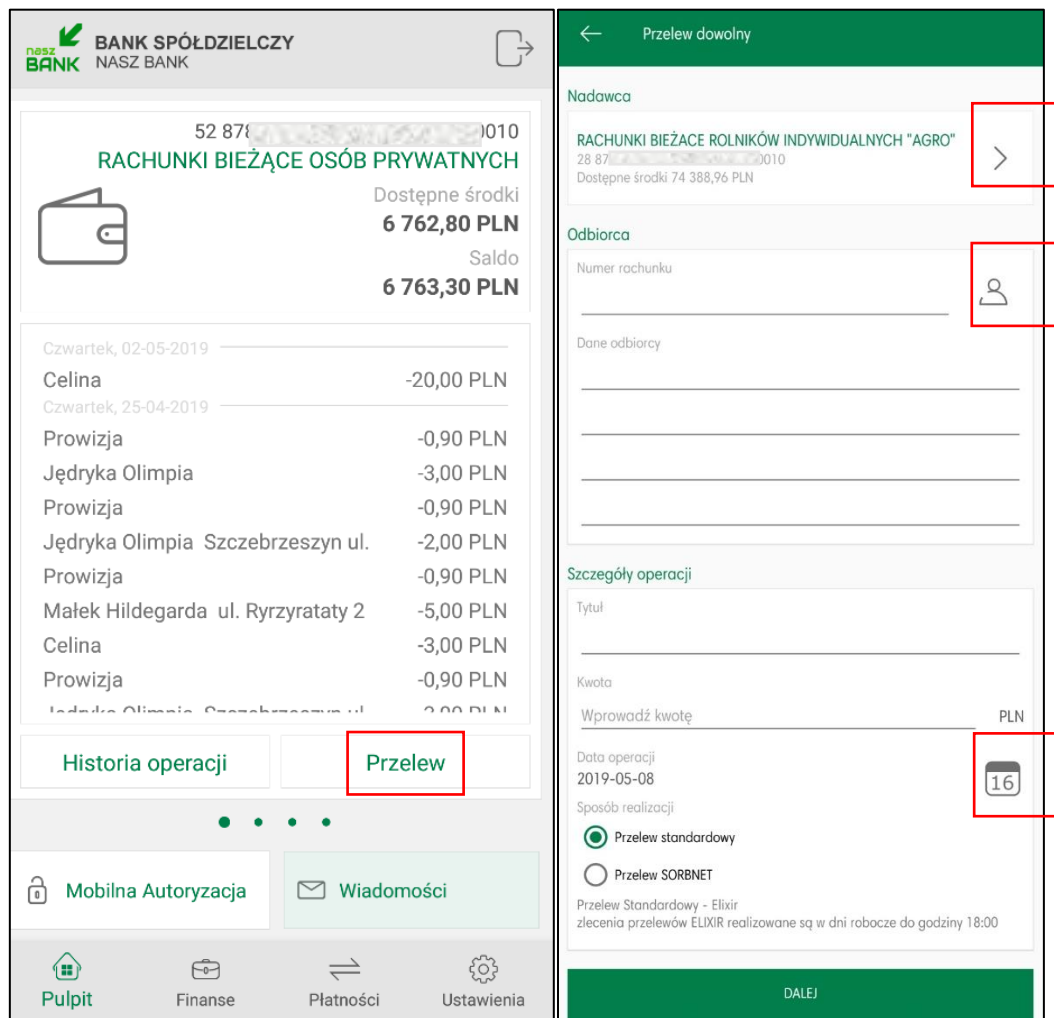 nasz
BANK
BANK SPÓŁDZIELCZY
NASZ BANK
52 878 0010
RACHUNKI BIEŻĄCE OSÓB PRYWATNYCH
Dostępne środki
6 762,80 PLN
Saldo
6 763,30 PLN
Czwartek, 02-05-2019
Celina -20,00 PLN
Czwartek, 25-04-2019
Prowizja -0,90 PLN
Jędryka Olimpia -3,00 PLN
Prowizja -0,90 PLN
Jędryka Olimpia Szczebrzeszyn ul. -2,00 PLN
Prowizja -0,90 PLN
Małek Hildegarda ul. Ryrzyrataty 2 -5,00 PLN
Celina -3,00 PLN
Prowizja -0,90 PLN
Jędryka Olimpia Szczebrzeszyn ul.
Historia operacji Przelew
Mobilna Autoryzacja Wiadomości
Pulpit Finanse Płatności Ustawienia
Przelew dowolny
Nadawca
RACHUNKI BIEŻACE ROLNIKÓW INDYWIDUALNYCH "AGRO"
28 87 0010
Dostępne środki 74 388,96 PLN
Odbiorca
Numer rachunku
Dane odbiorcy
Szczegóły operacji
Tytuł
Kwota
Wprowadź kwotę PLN
Data operacji
2019-05-08
16
Sposób realizacji
Przelew standardowy
Przelew SORBNET
Przelew Standardowy - Elixir
zlecenia przelewów ELIXIR realizowane są w dni robocze do godziny 18:00
DALEJ